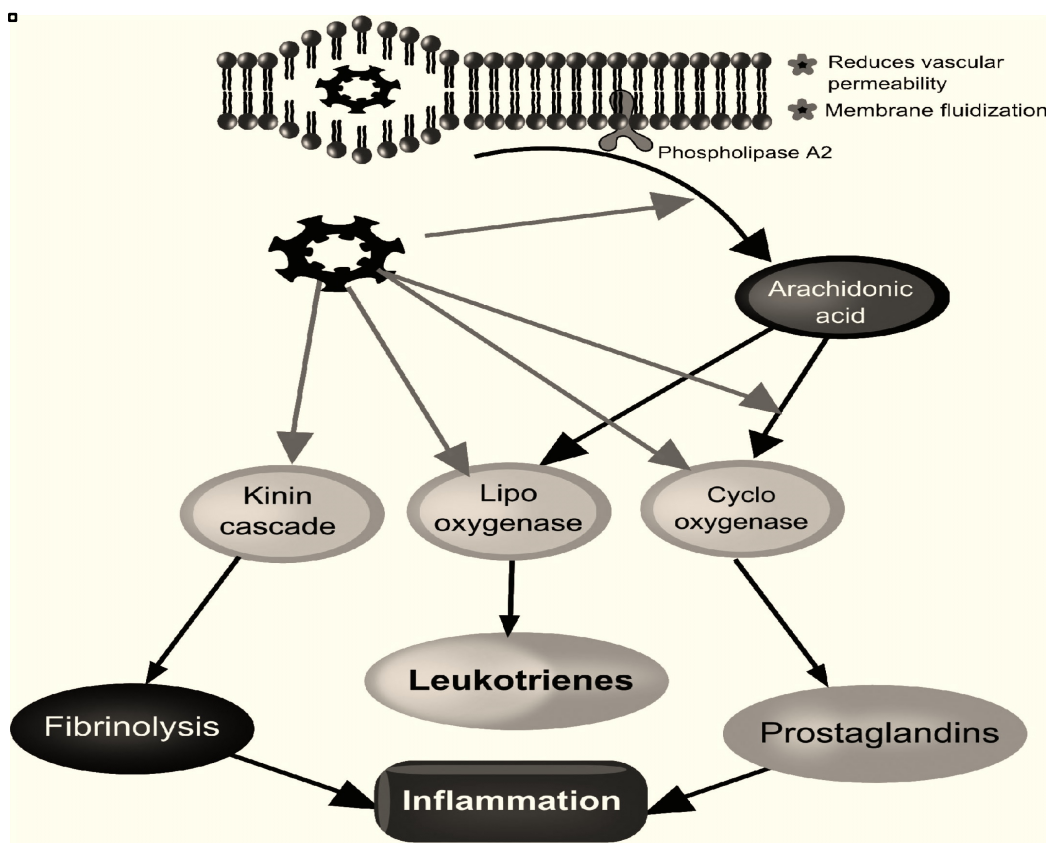 Reduces vascular
permeability
Membrane fluidization
Phospholipase A2
Arachidonic
acid
Kinin
cascade
Lipo
oxygenase
Cyclo
oxygenase
Leukotrienes
Fibrinolysis
Prostaglandins
Inflammation